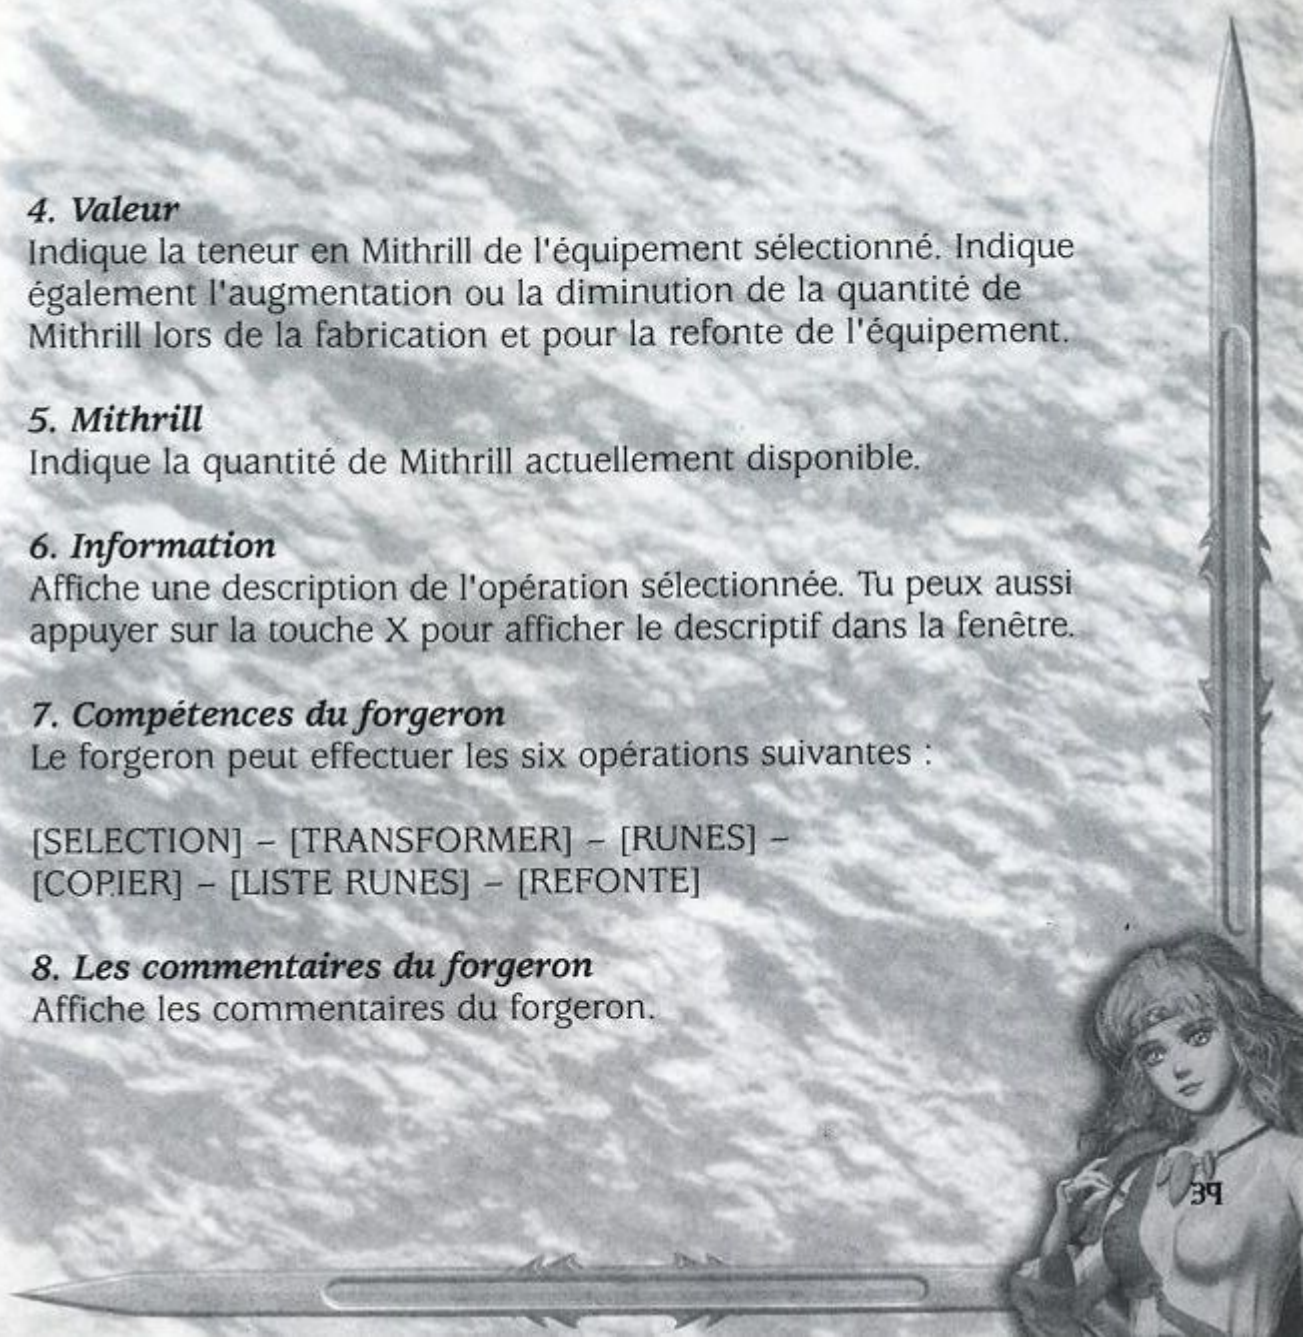 4. Valeur
Indique la teneur en Mithrill de l'équipement sélectionné. Indique
également l'augmentation ou la diminution de la quantité de
Mithrill lors de la fabrication et pour la refonte de l'équipement.
5. Mithrill
Indique la quantité de Mithrill actuellement disponible.
6. Information
Affiche une description de l'opération sélectionnée. Tu peux aussi
appuyer sur la touche X pour afficher le descriptif dans la fenêtre.
7. Compétences du forgeron
Le forgeron peut effectuer les six opérations suivantes :
[SELECTION] – [TRANSFORMER] – [RUNES] –
[COPIER] – [LISTE RUNES] – [REFONTE]
8. Les commentaires du forgeron
Affiche les commentaires du forgeron.
39